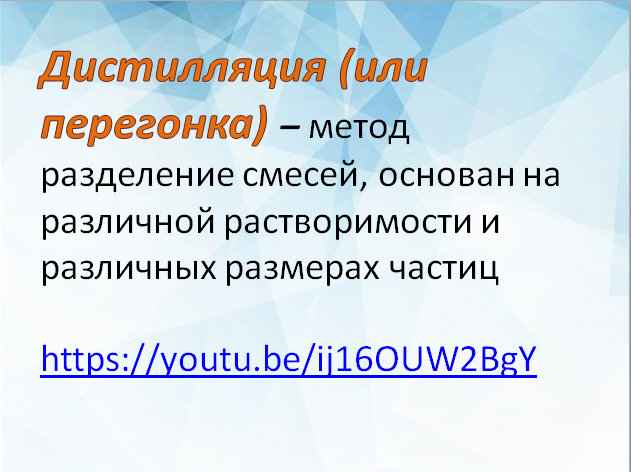 Дистилляция (или
перегонка) – метод
разделение смесей, основан на
различной растворимости и
различных размерах частиц
https://youtu.be/ij16OUW2BgY